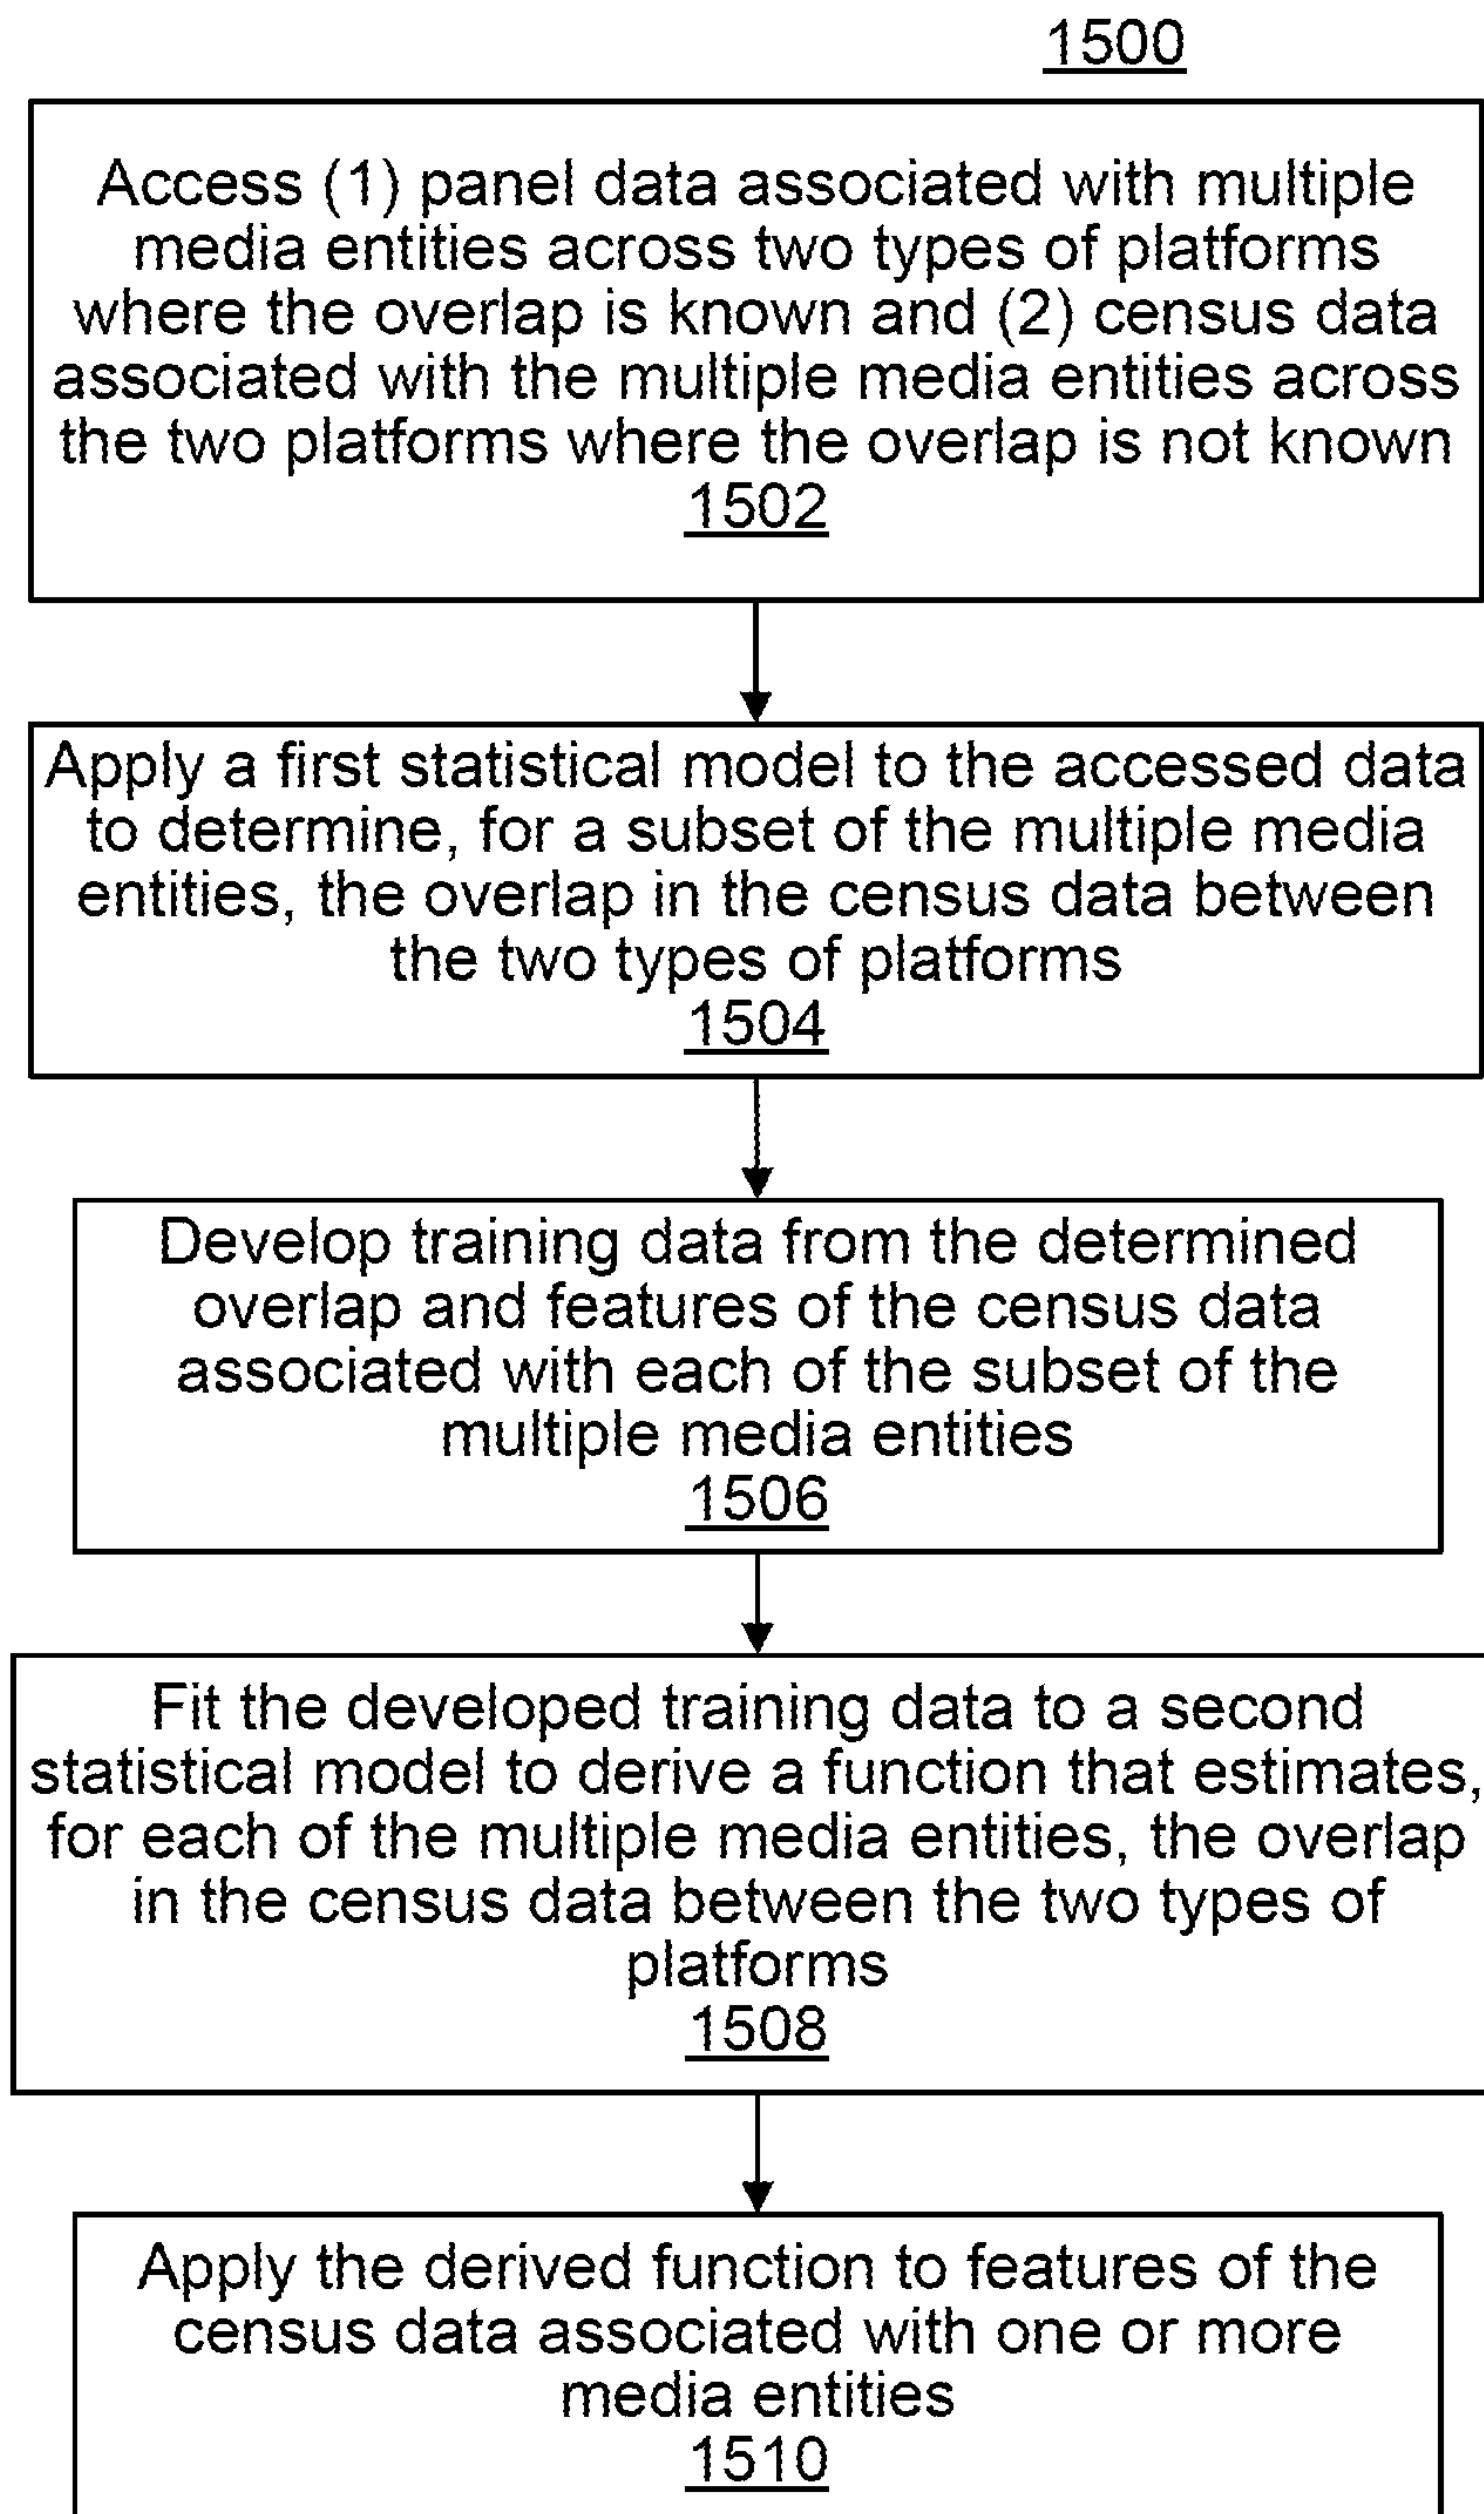 1500
Access (1) panel data associated with multiple
media entities across two types of platforms
where the overlap is known and (2) census data
associated with the multiple media entities across
the two platforms where the overlap is not known
1502
Apply a first statistical model to the accessed data
to determine, for a subset of the multiple media
entities, the overlap in the census data between
the two types of platforms
1504
Develop training data from the determined
overlap and features of the census data
associated with each of the subset of the
multiple media entities
1506
Fit the developed training data to a second
statistical model to derive a function that estimates,
for each of the multiple media entities, the overlap
in the census data between the two types of
platforms
1508
Apply the derived function to features of the
census data associated with one or more
media entities
1510